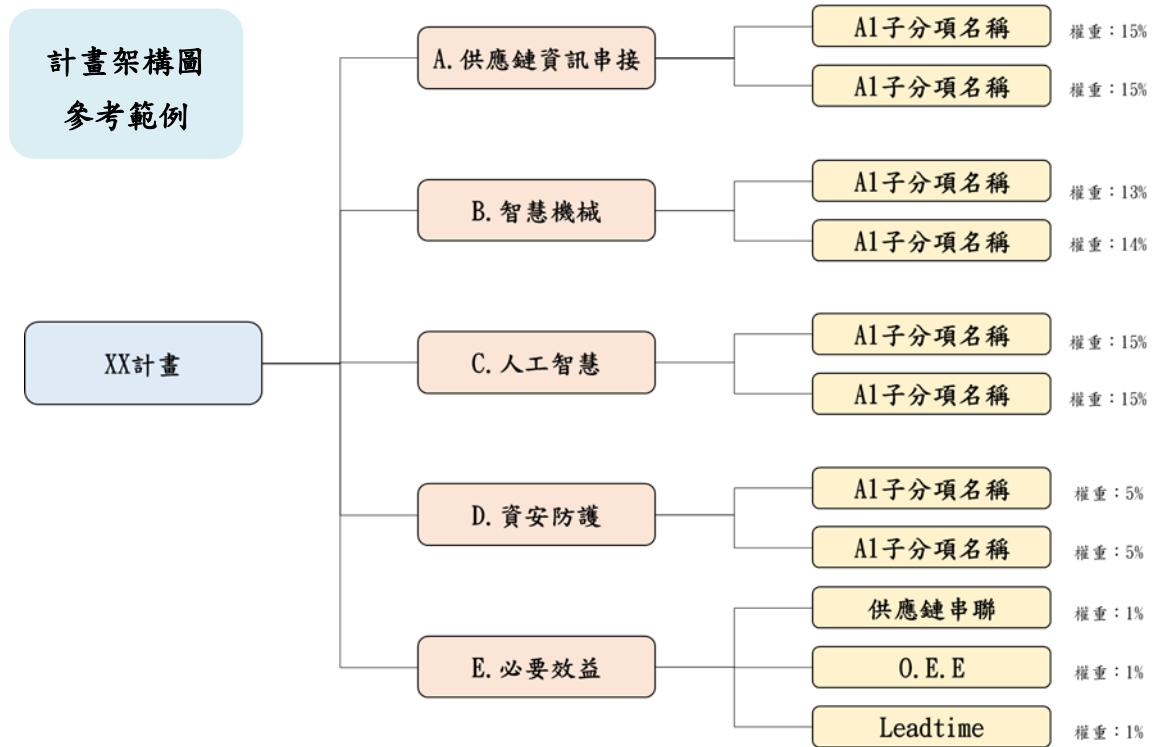 計畫架構圖
參考範例
XX計畫
A.供應鏈資訊串接
A1子分項名稱
權重：15%
A1子分項名稱
權重：15%
B.智慧機械
A1子分項名稱
權重：13%
A1子分項名稱
權重：14%
C.人工智慧
A1子分項名稱
權重：15%
A1子分項名稱
權重：15%
D.資安防護
A1子分項名稱
權重：5%
A1子分項名稱
權重：5%
E.必要效益
供應鏈串聯
權重：1%
O.E.E
權重：1%
Leadtime
權重：1%